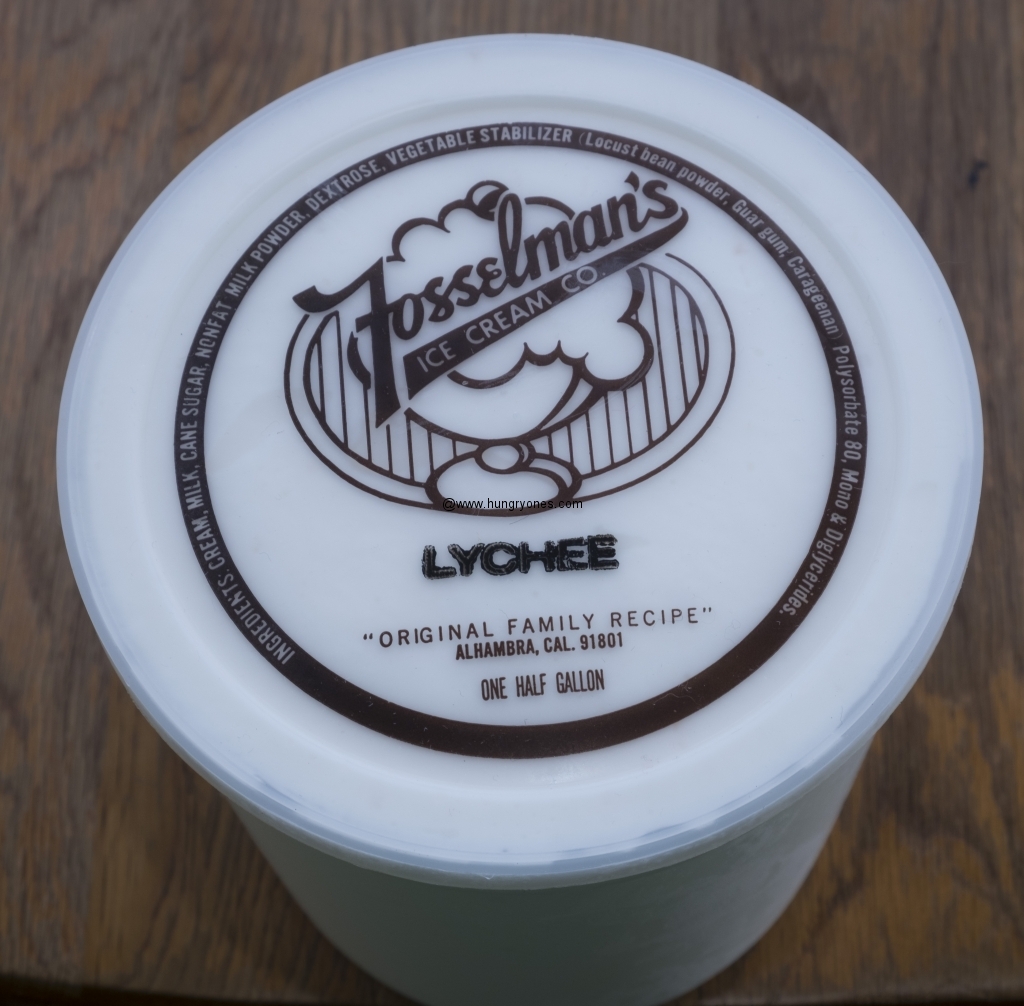 INGREDIENTS: CREAM, MILK, CANE SUGAR, NONFAT MILK POWDER, DEXTROSE, VEGETABLE STABILIZER (Locust bean powder, Guar gum, Carageenan) Polysorbate 80, Mono & Diglycerides.
Fosselman's
ICE CREAM CO.
@www.hungryones.com
LYCHEE
"ORIGINAL FAMILY RECIPE"
ALHAMBRA, CAL. 91801
ONE HALF GALLON